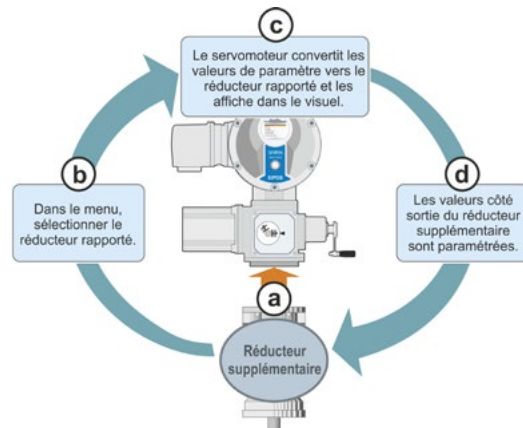 c
Le servomoteur convertit les
valeurs de paramètre vers le
réducteur rapporté et les
affiche dans le visuel.
b
Dans le menu,
sélectionner le
réducteur rapporté.
d
Les valeurs côté
sortie du réducteur
supplémentaire
sont paramétrées.
a
Réducteur
supplémentaire